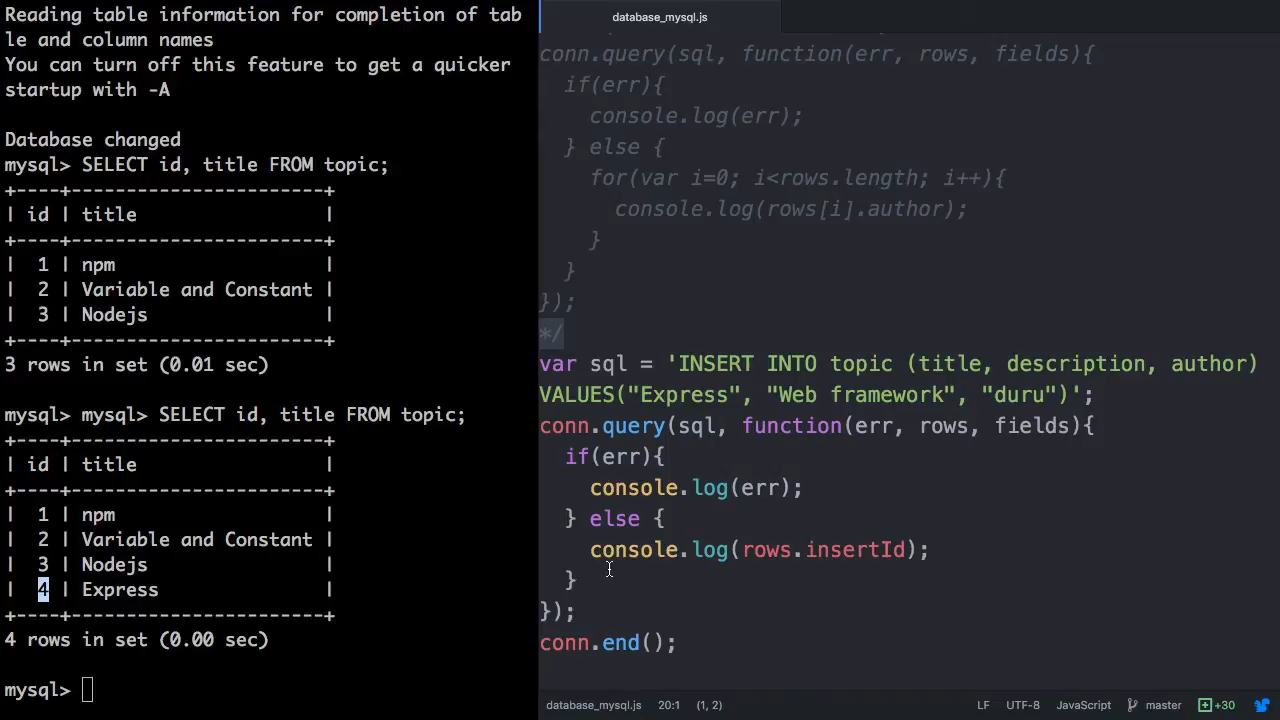 Reading table information for completion of tab
le and column names
You can turn off this feature to get a quicker
startup with -A
Database changed
mysql> SELECT id, title FROM topic;
+----+-----------------------+
| id | title                 |
+----+-----------------------+
|  1 | npm                   |
|  2 | Variable and Constant |
|  3 | Nodejs                |
+----+-----------------------+
3 rows in set (0.01 sec)
mysql> mysql> SELECT id, title FROM topic;
+----+-----------------------+
| id | title                 |
+----+-----------------------+
|  1 | npm                   |
|  2 | Variable and Constant |
|  3 | Nodejs                |
|  4 | Express               |
+----+-----------------------+
4 rows in set (0.00 sec)
mysql>
database_mysql.js
conn.query(sql, function(err, rows, fields){
  if(err){
    console.log(err);
  } else {
    for(var i=0; i<rows.length; i++){
      console.log(rows[i].author);
    }
  }
});
*/
var sql = 'INSERT INTO topic (title, description, author)
VALUES("Express", "Web framework", "duru")';
conn.query(sql, function(err, rows, fields){
  if(err){
    console.log(err);
  } else {
    console.log(rows.insertId);
  }
});
conn.end();
database_mysql.js 20:1 (1, 2) LF UTF-8 JavaScript master +30